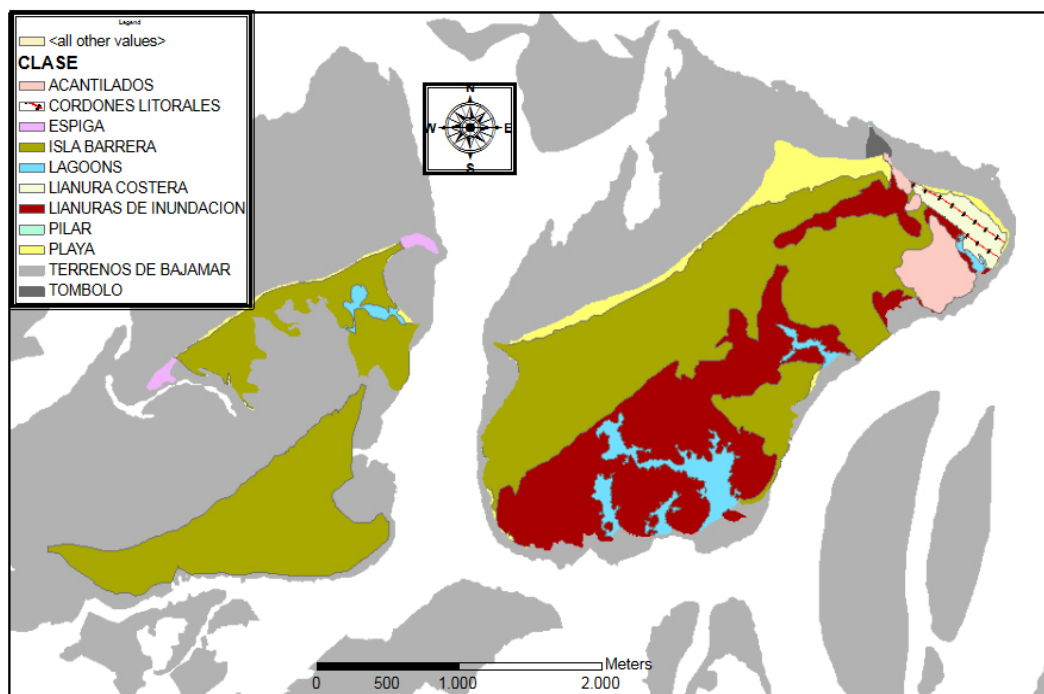 Legend
<all other values>
CLASE
ACANTILADOS
CORDONES LITORALES
ESPIGA
ISLA BARRERA
LAGOONS
LIANURA COSTERA
LIANURAS DE INUNDACION
PILAR
PLAYA
TERRENOS DE BAJAMAR
TOMBOLO
N
W E
S
Meters
0 500 1.000 2.000